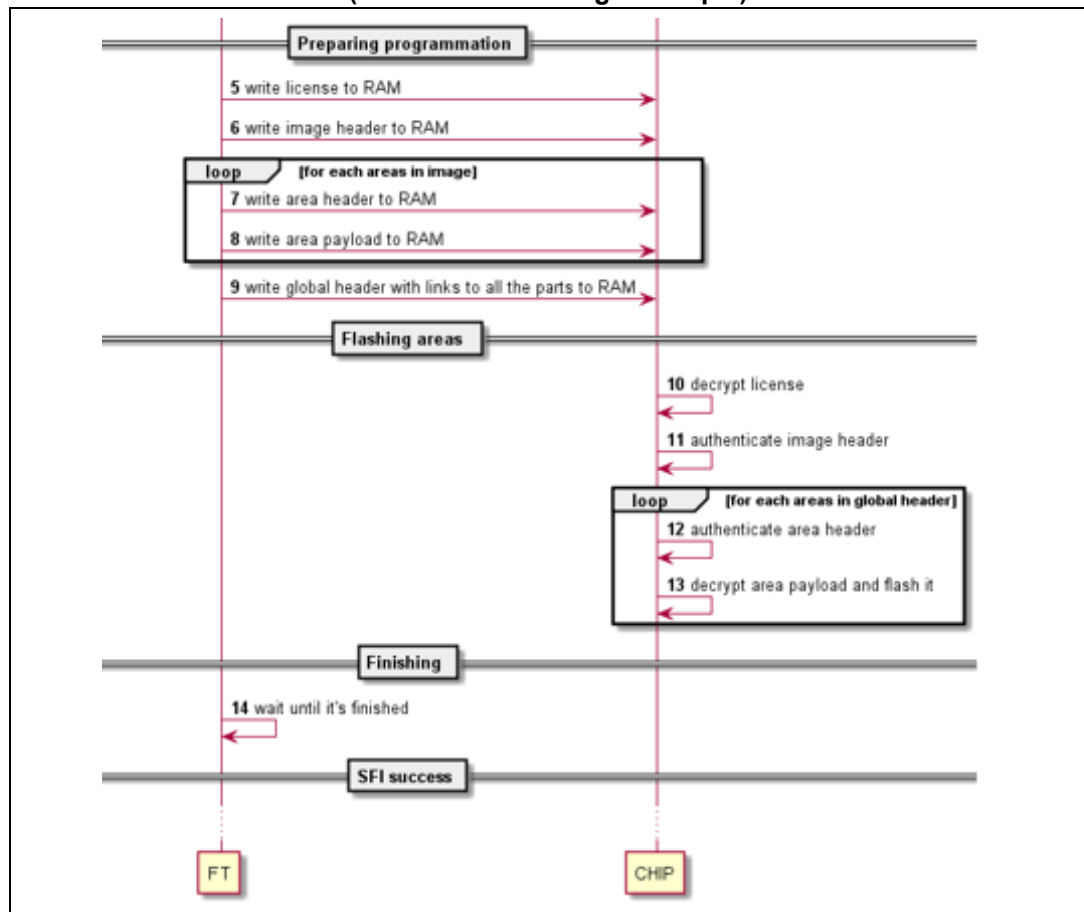 Preparing programmation
5 write license to RAM
6 write image header to RAM
loop [for each areas in image]
7 write area header to RAM
8 write area payload to RAM
9 write global header with links to all the parts to RAM
Flashing areas
10 decrypt license
11 authenticate image header
loop [for each areas in global header]
12 authenticate area header
13 decrypt area payload and flash it
Finishing
14 wait until it's finished
SFI success
FT CHIP